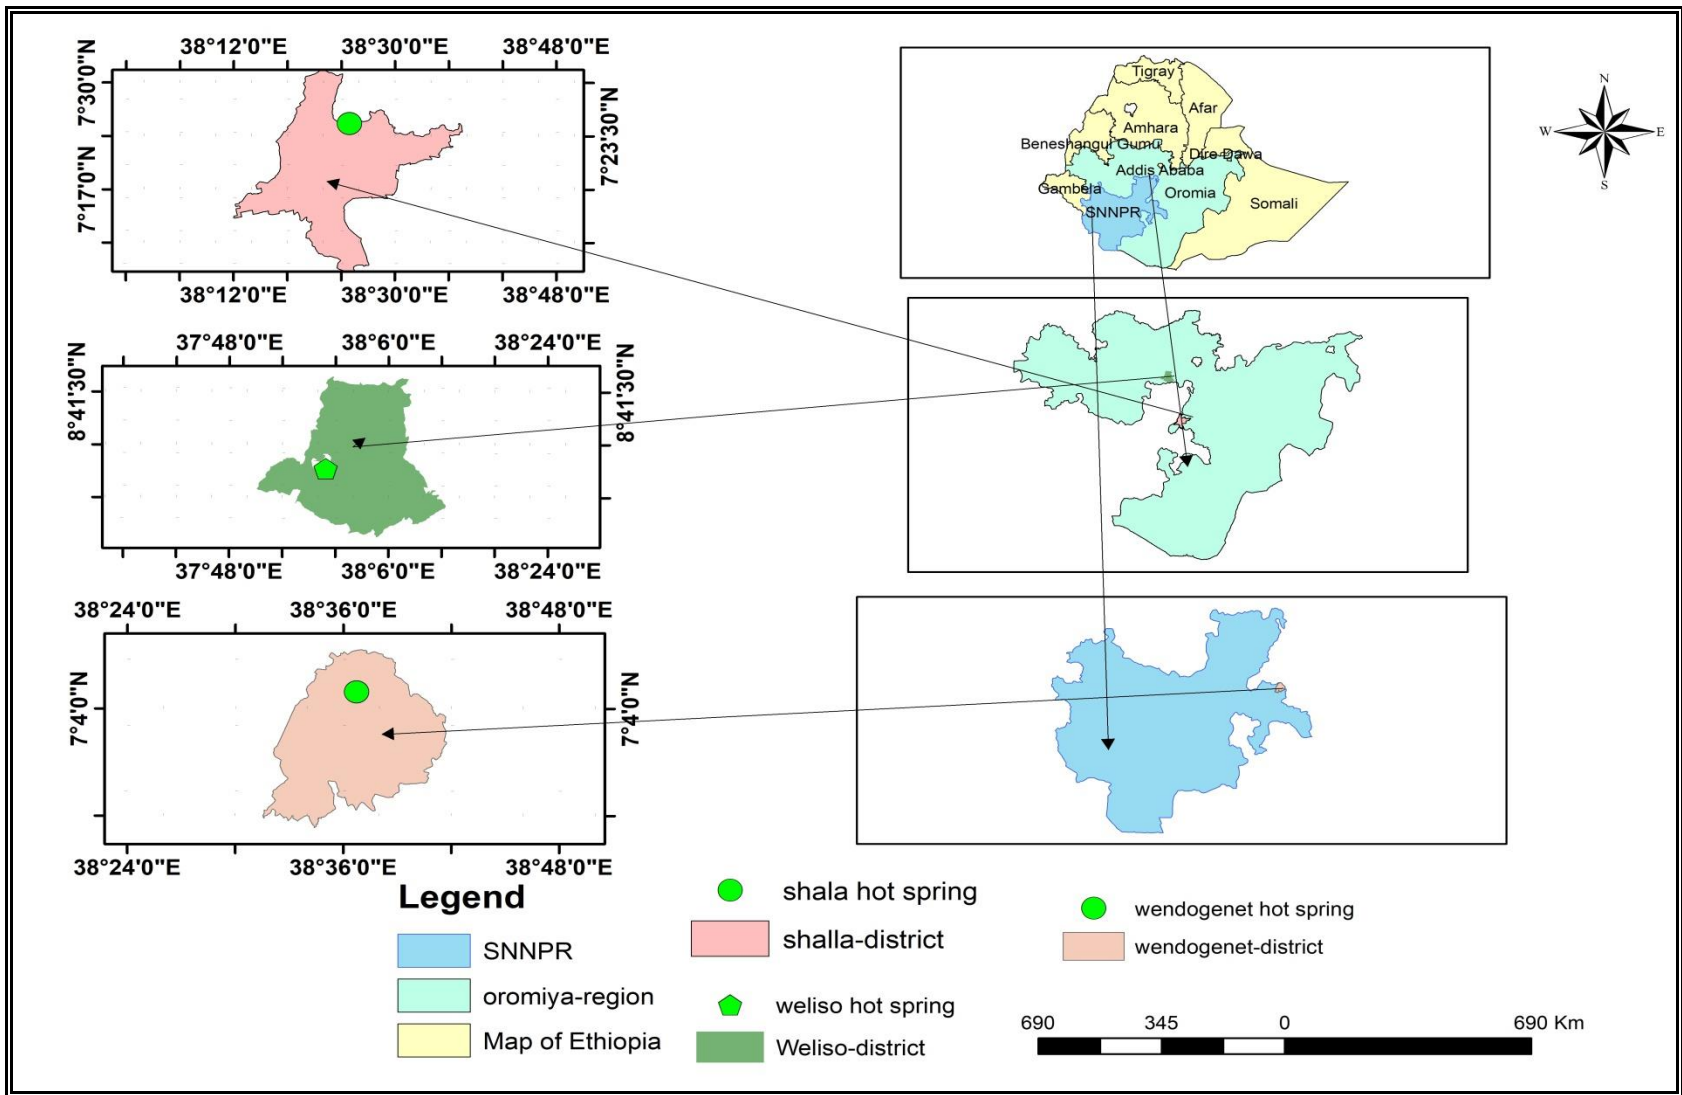 38°12'0"E 38°30'0"E 38°48'0"E
7°30'0"N
7°17'0"N
7°23'30"N
38°12'0"E 38°30'0"E 38°48'0"E
37°48'0"E 38°6'0"E 38°24'0"E
8°41'30"N
8°41'30"N
37°48'0"E 38°6'0"E 38°24'0"E
38°24'0"E 38°36'0"E 38°48'0"E
7°4'0"N
7°4'0"N
38°24'0"E 38°36'0"E 38°48'0"E
Tigray
Afar
Amhara
Beneshangul Gumu
Dire Dawa
Addis Ababa
Gambela
Oromia
SNNPR
Somali
N
W E
S
Legend
SNNPR
oromiya-region
Map of Ethiopia
shala hot spring
shalla-district
weliso hot spring
Weliso-district
wendogenet hot spring
wendogenet-district
690 345 0 690 Km